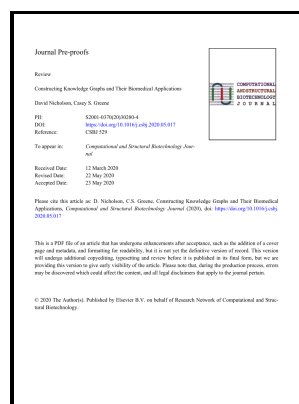 Journal Pre-proofs
Review
Constructing Knowledge Graphs and Their Biomedical Applications
David Nicholson, Casey S. Greene
PII: S2001-0370(20)30280-4
DOI: https://doi.org/10.1016/j.csbj.2020.05.017
Reference: CSBJ 529
To appear in: Computational and Structural Biotechnology Jour-
nal
Received Date: 12 March 2020
Revised Date: 22 May 2020
Accepted Date: 23 May 2020
COMPUTATIONAL
ANDSTRUCTURAL
BIOTECHNOLOGY
JOURNAL
Please cite this article as: D. Nicholson, C.S. Greene, Constructing Knowledge Graphs and Their Biomedical
Applications, Computational and Structural Biotechnology Journal (2020), doi: https://doi.org/10.1016/j.csbj.
2020.05.017
This is a PDF file of an article that has undergone enhancements after acceptance, such as the addition of a cover
page and metadata, and formatting for readability, but it is not yet the definitive version of record. This version
will undergo additional copyediting, typesetting and review before it is published in its final form, but we are
providing this version to give early visibility of the article. Please note that, during the production process, errors
may be discovered which could affect the content, and all legal disclaimers that apply to the journal pertain.
© 2020 The Author(s). Published by Elsevier B.V. on behalf of Research Network of Computational and Struc-
tural Biotechnology.